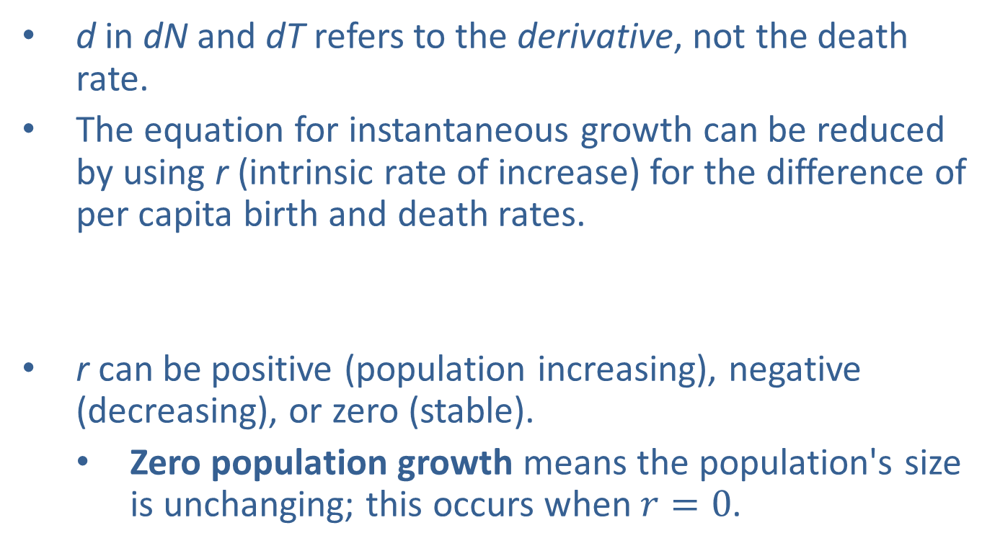 • d in dN and dT refers to the derivative, not the death
rate.
• The equation for instantaneous growth can be reduced
by using r (intrinsic rate of increase) for the difference of
per capita birth and death rates.
• r can be positive (population increasing), negative
(decreasing), or zero (stable).
• Zero population growth means the population's size
is unchanging; this occurs when r = 0.